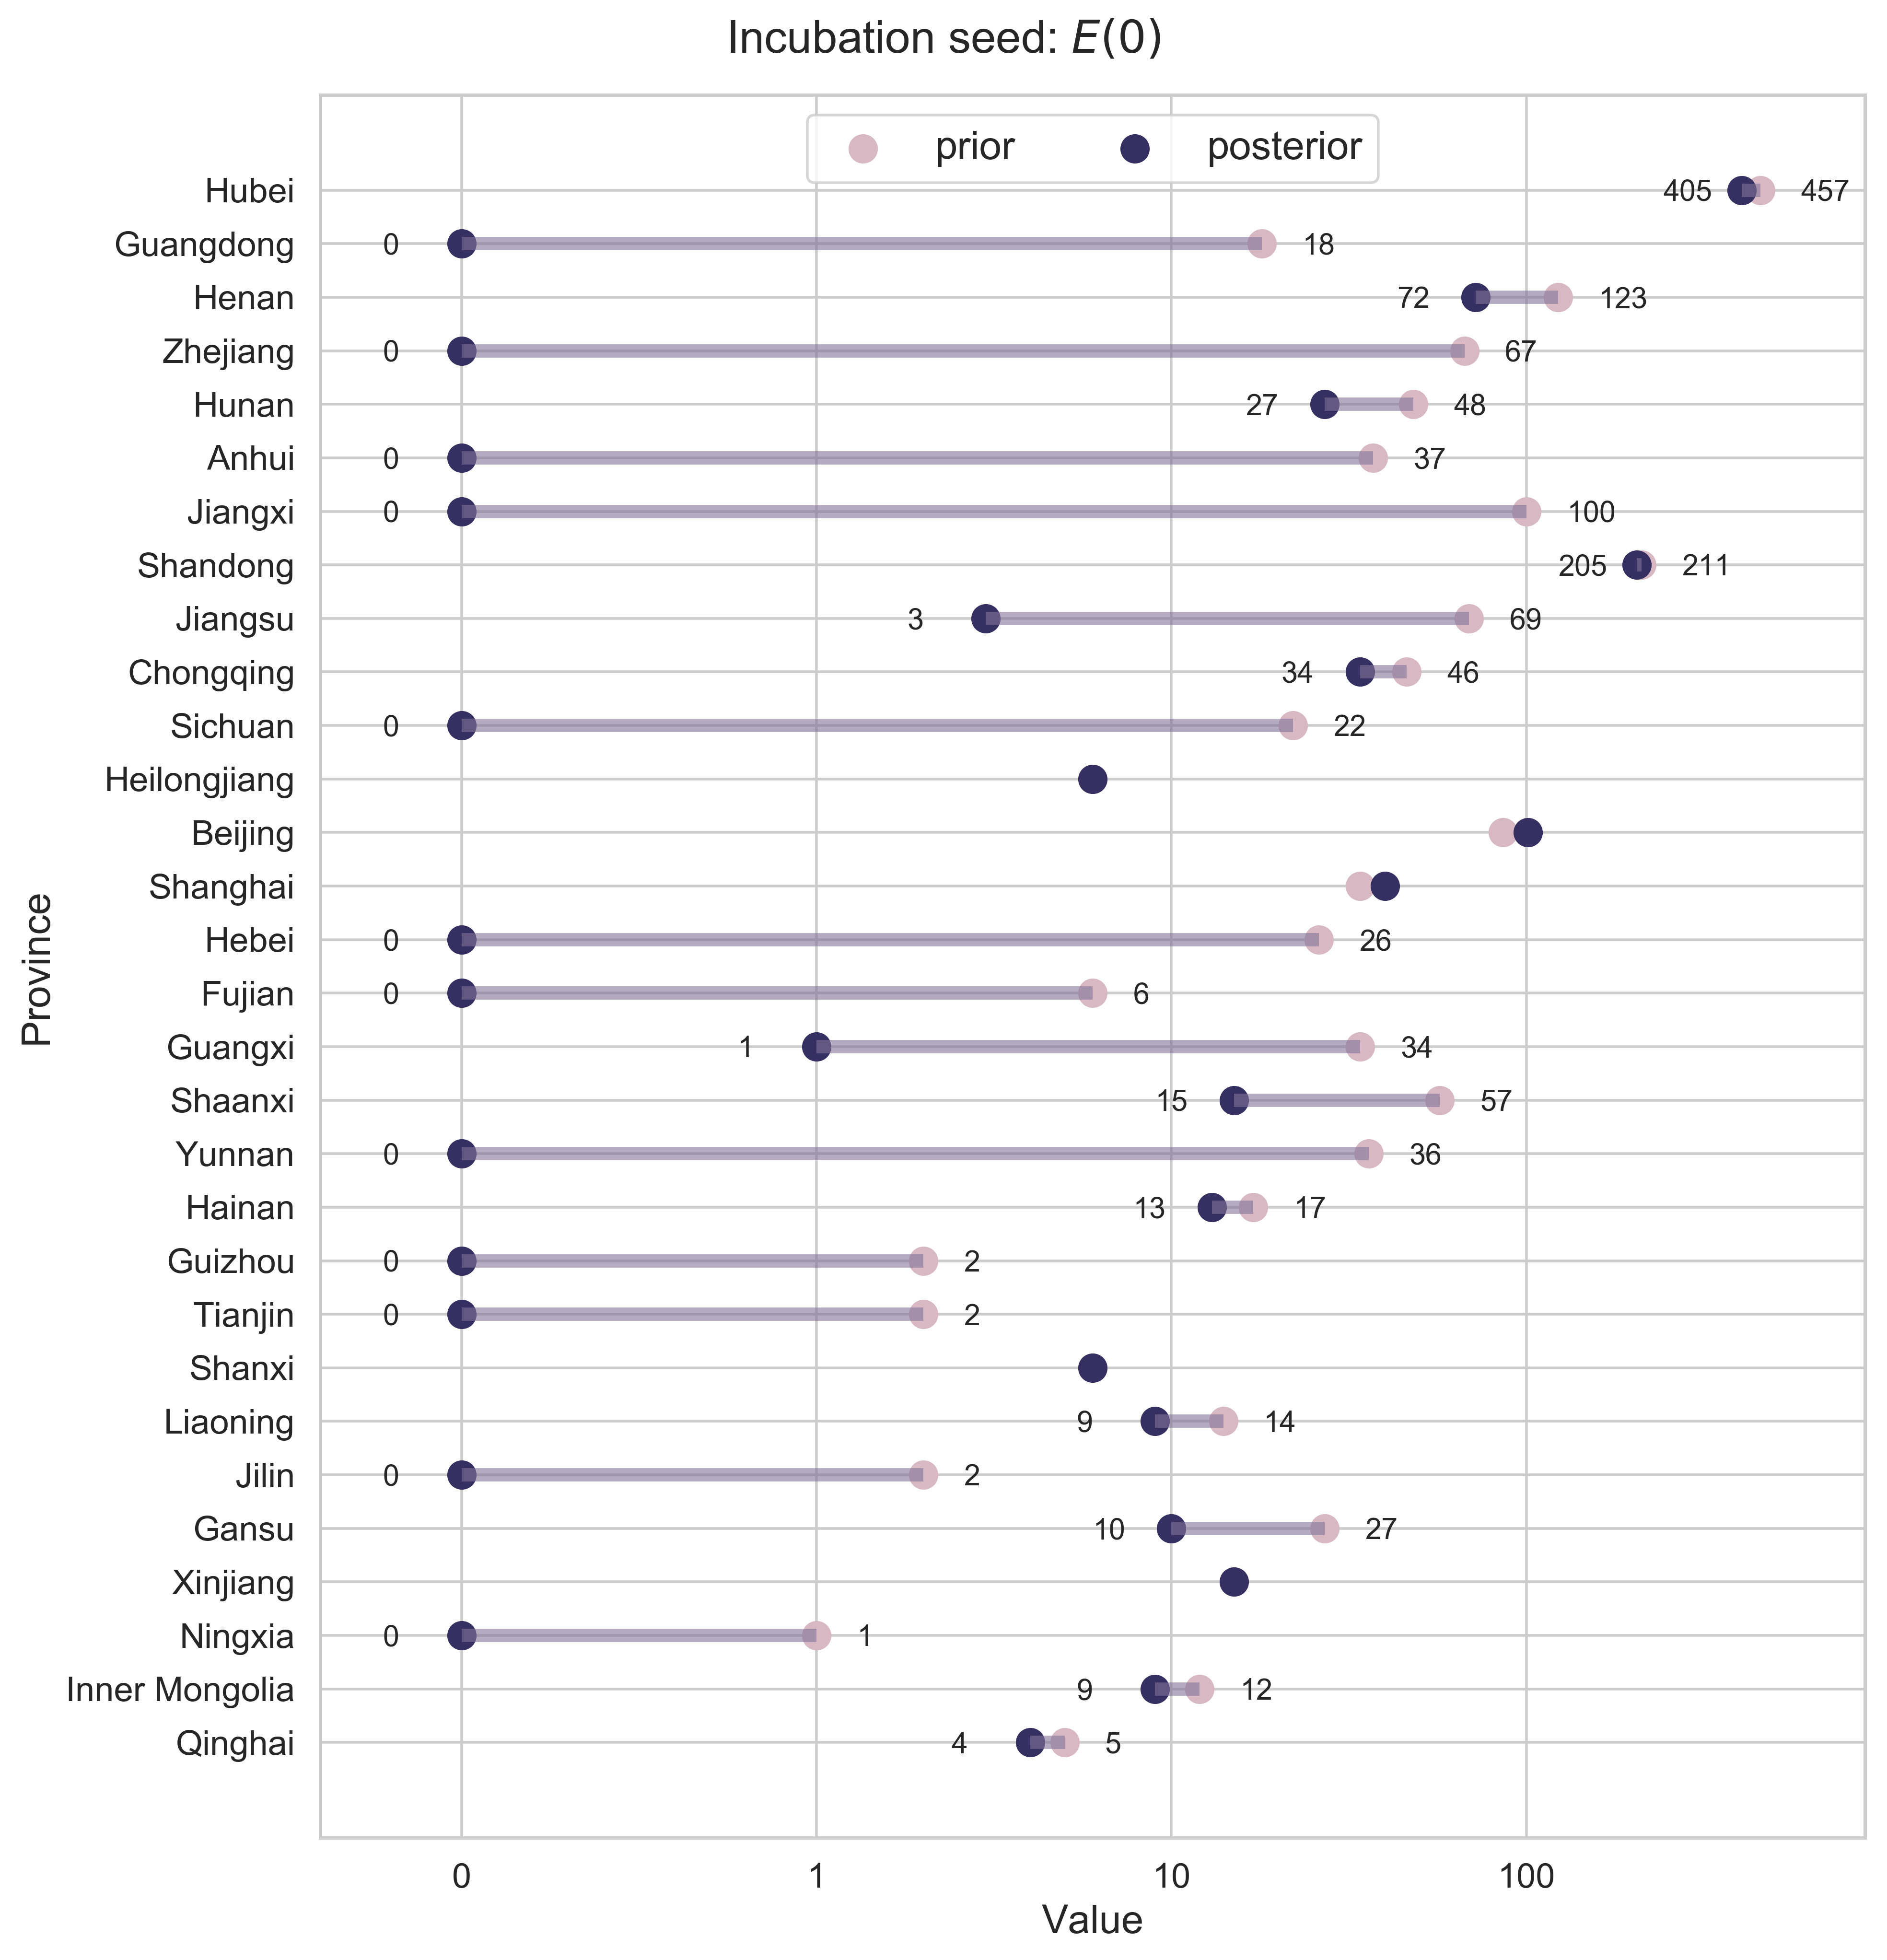 Incubation seed: E(0)
prior posterior
Hubei 405 457
Guangdong 0 18
Henan 72 123
Zhejiang 0 67
Hunan 27 48
Anhui 0 37
Jiangxi 0 100
Shandong 205 211
Jiangsu 3 69
Chongqing 34 46
Sichuan 0 22
Heilongjiang
Beijing
Shanghai
Hebei 0 26
Fujian 0 6
Guangxi 1 34
Shaanxi 15 57
Yunnan 0 36
Hainan 13 17
Guizhou 0 2
Tianjin 0 2
Shanxi
Liaoning 9 14
Jilin 0 2
Gansu 10 27
Xinjiang
Ningxia 0 1
Inner Mongolia 9 12
Qinghai 4 5
Province
0 1 10 100
Value